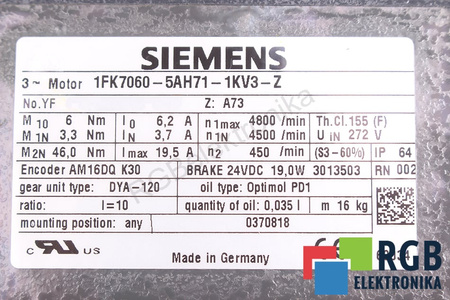 SIEMENS
3~ Motor 1FK7060-5AH71-1KV3-Z
No.YF Z: A73
M10 6 Nm I0 6,2 A n1max 4800 /min Th.Cl.155 (F)
M1N 3,3 Nm I1N 3,7 A n1N 4500 /min U IN 272 V
M2N 46,0 Nm Imax 19,5 A n2 450 /min (S3-60%) IP 64
Encoder AM16DQ K30 BRAKE 24VDC 19,0W 3013503 RN 002
gear unit type: DYA-120 oil type: Optimol PD1
ratio: I=10 quantity of oil: 0,035 l m 16 kg
mounting position: 0370818
C UR US Made in Germany CE
RGB
ELEKTRONIKA